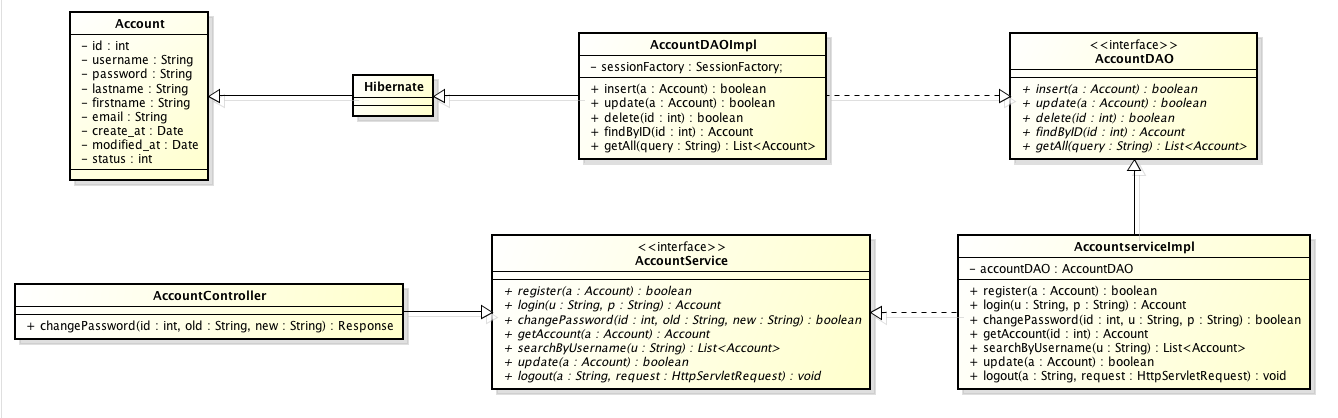 Account
- id : int
- username : String
- password : String
- lastname : String
- firstname : String
- email : String
- create_at : Date
- modified_at : Date
- status : int
Hibernate
AccountDAOImpl
- sessionFactory : SessionFactory;
+ insert(a : Account) : boolean
+ update(a : Account) : boolean
+ delete(id : int) : boolean
+ findByID(id : int) : Account
+ getAll(query : String) : List<Account>
<<interface>>
AccountDAO
+ insert(a : Account) : boolean
+ update(a : Account) : boolean
+ delete(id : int) : boolean
+ findByID(id : int) : Account
+ getAll(query : String) : List<Account>
AccountController
+ changePassword(id : int, old : String, new : String) : Response
<<interface>>
AccountService
+ register(a : Account) : boolean
+ login(u : String, p : String) : Account
+ changePassword(id : int, old : String, new : String) : boolean
+ getAccount(a : Account) : Account
+ searchByUsername(u : String) : List<Account>
+ update(a : Account) : boolean
+ logout(a : String, request : HttpServletRequest) : void
AccountserviceImpl
- accountDAO : AccountDAO
+ register(a : Account) : boolean
+ login(u : String, p : String) : Account
+ changePassword(id : int, u : String, p : String) : boolean
+ getAccount(id : int) : Account
+ searchByUsername(u : String) : List<Account>
+ update(a : Account) : boolean
+ logout(a : String, request : HttpServletRequest) : void